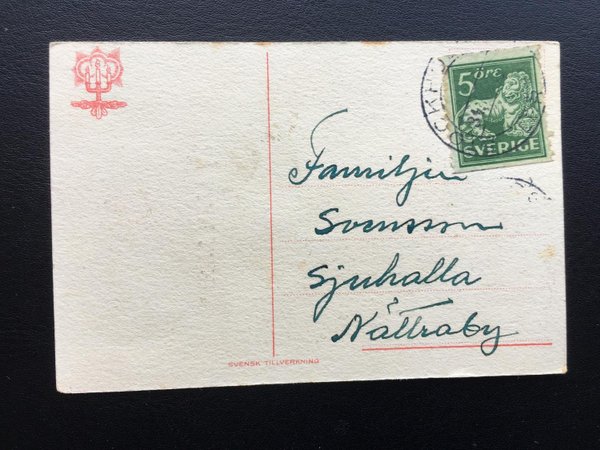 5 ÖRE
SVERIGE
Familjen
Svensson
Sjuhalla
Nättraby
SVENSK TILLVERKNING